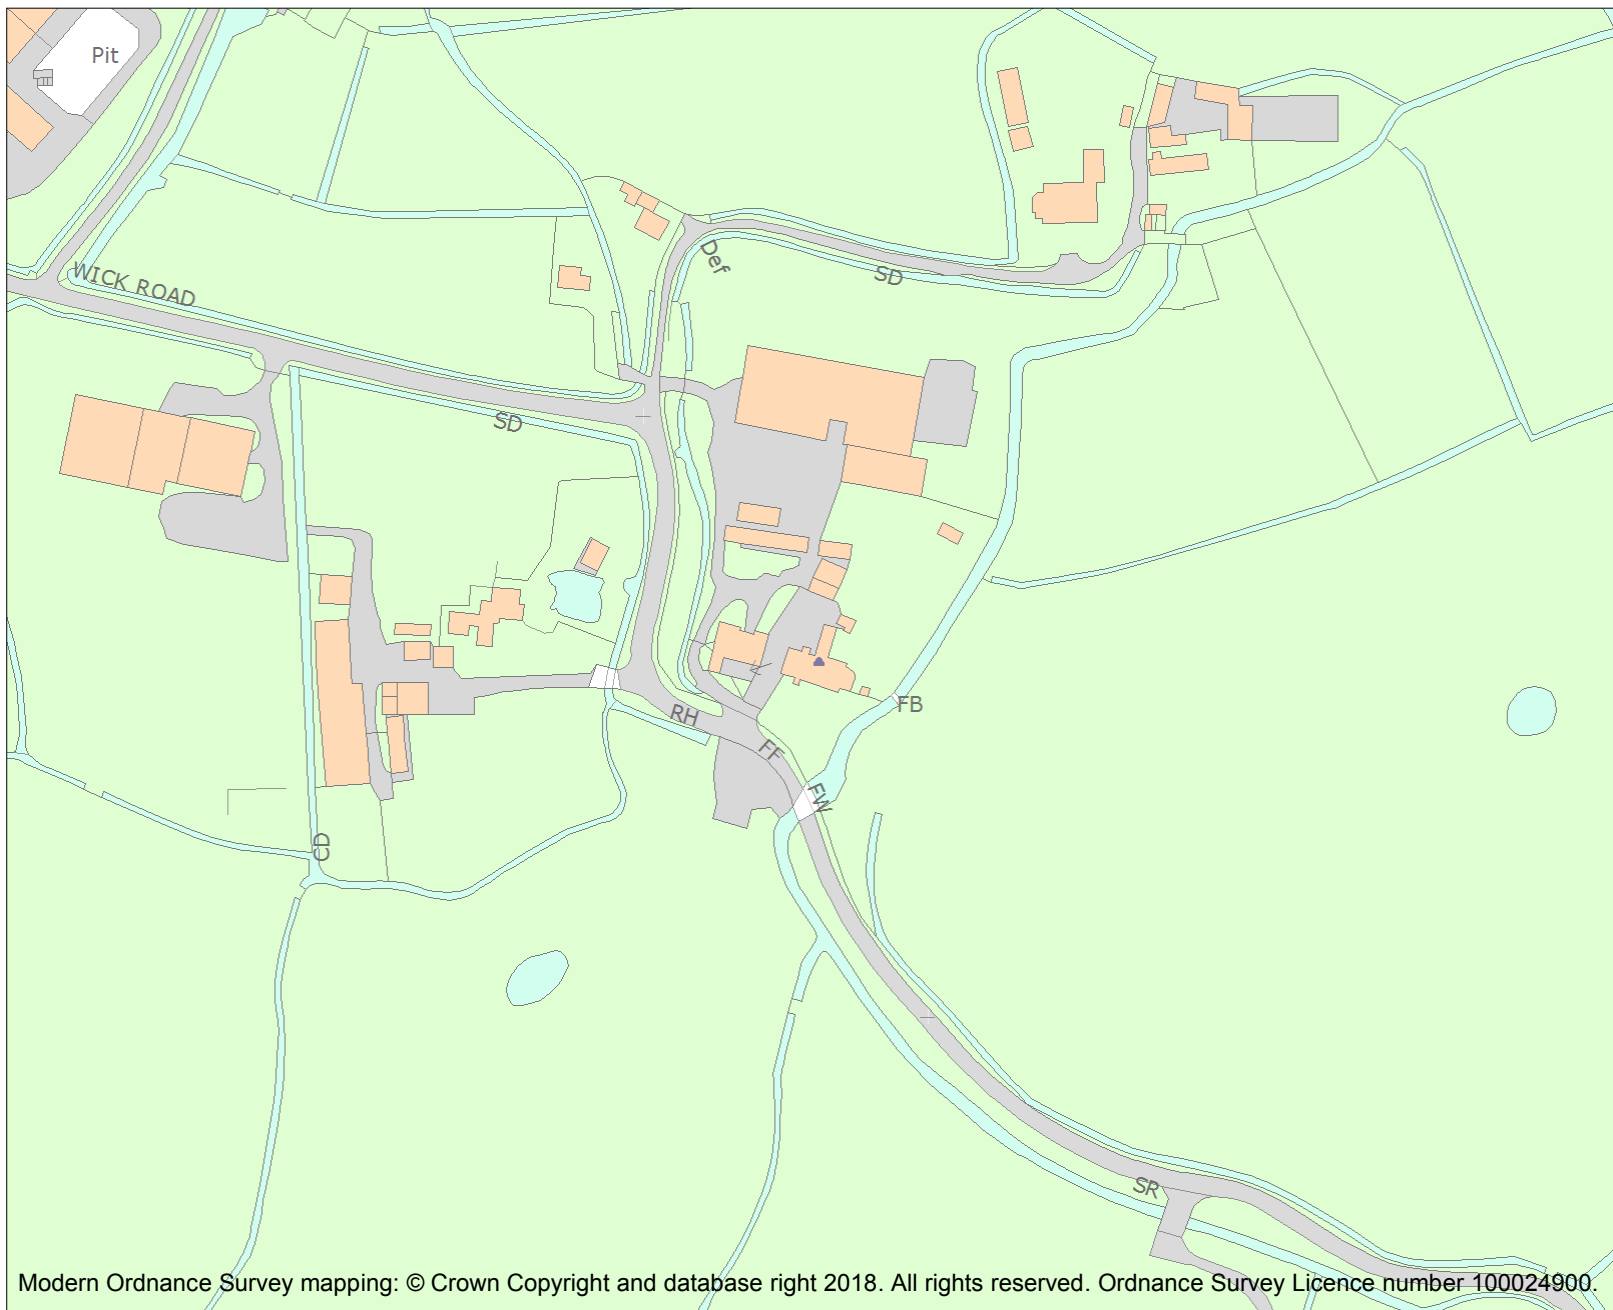 Pit
WICK ROAD
Def
SD
SD
RH
FF
FW
FB
CD
SR
Modern Ordnance Survey mapping: © Crown Copyright and database right 2018. All rights reserved. Ordnance Survey Licence number 100024900.